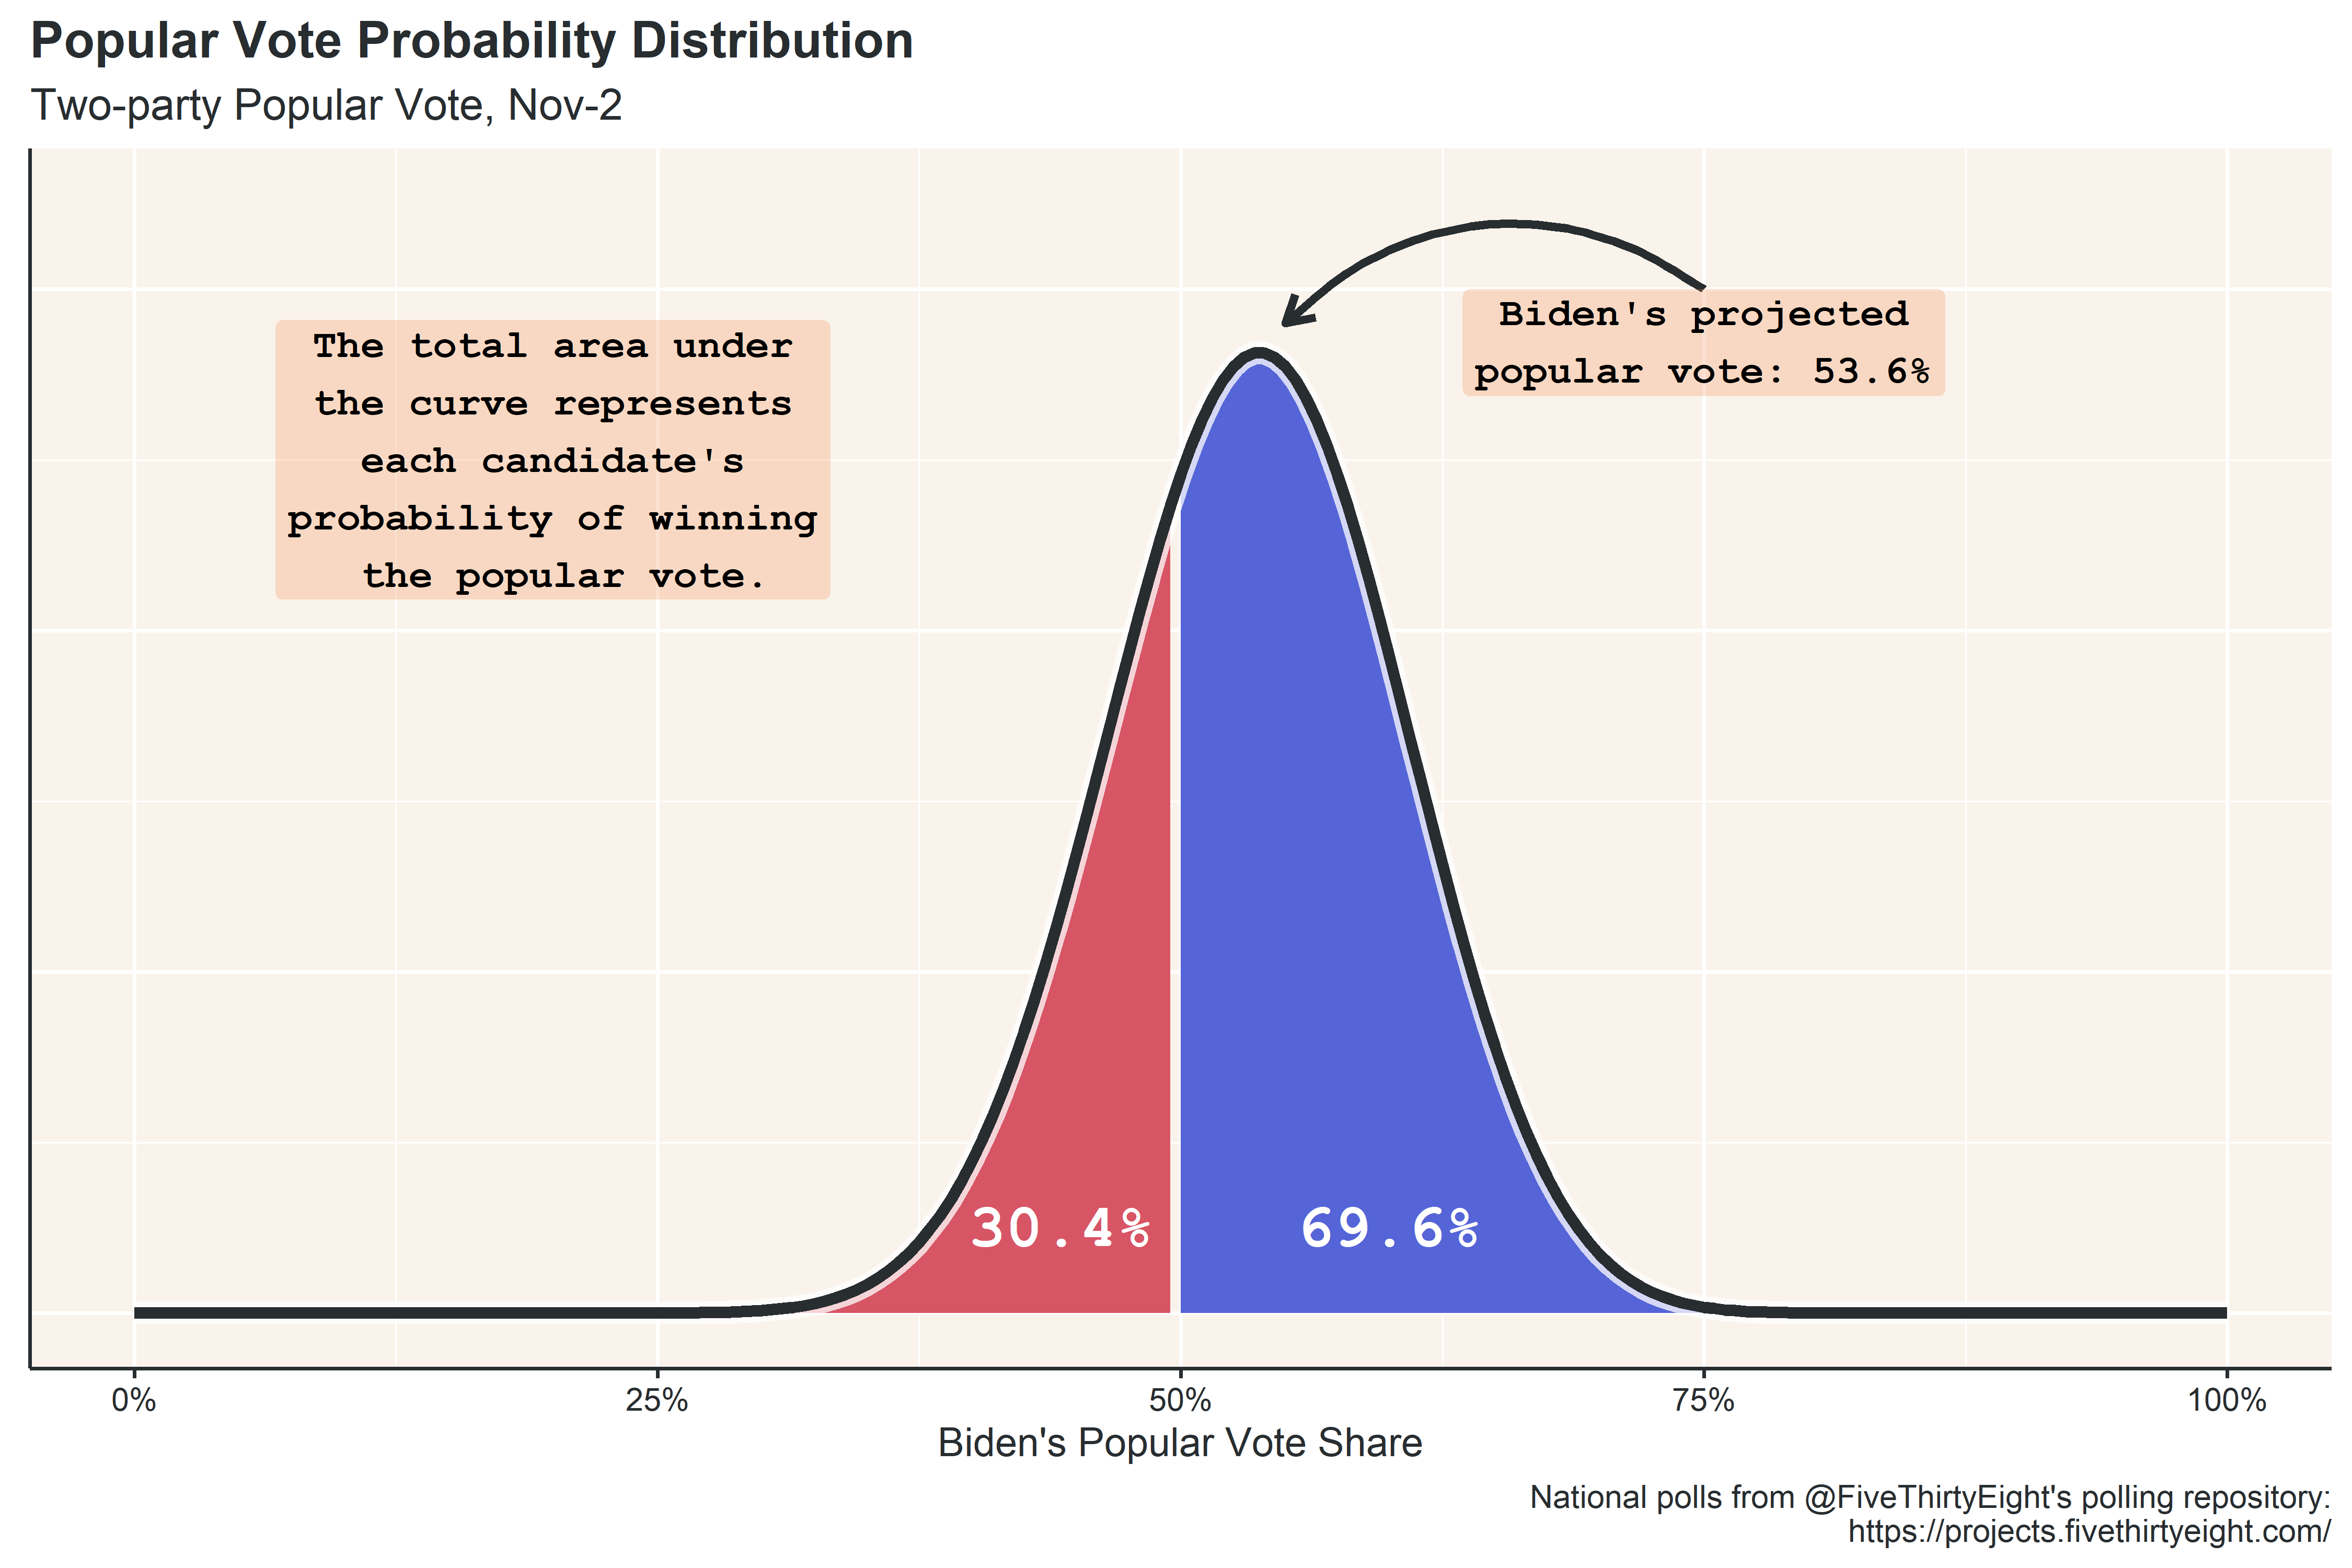 Popular Vote Probability Distribution
Two-party Popular Vote, Nov-2
Biden's projected
popular vote: 53.6%
The total area under
the curve represents
each candidate's
probability of winning
the popular vote.
30.4%
69.6%
0%
25%
50%
75%
100%
Biden's Popular Vote Share
National polls from @FiveThirtyEight's polling repository:
https://projects.fivethirtyeight.com/